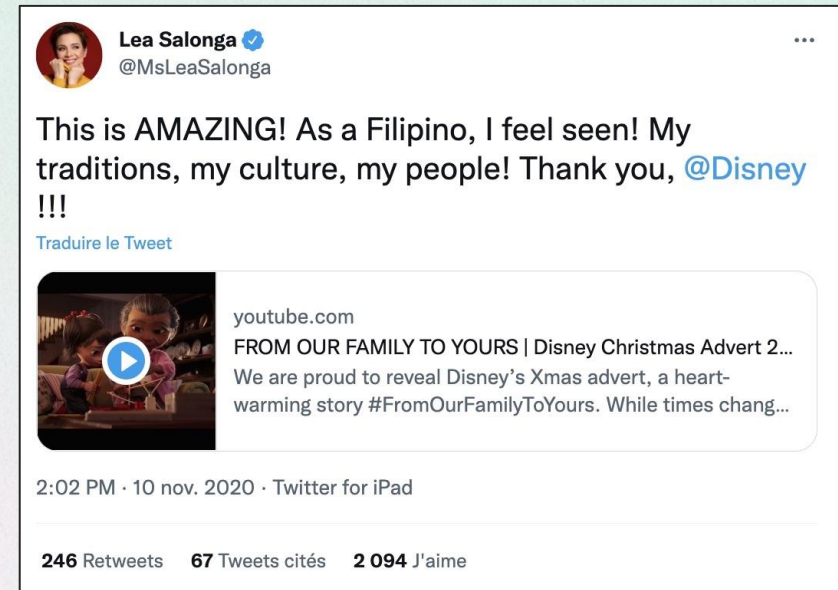 Lea Salonga
@MsLeaSalonga
This is AMAZING! As a Filipino, I feel seen! My
traditions, my culture, my people! Thank you, @Disney
!!!
Traduire le Tweet
youtube.com
FROM OUR FAMILY TO YOURS | Disney Christmas Advert 2...
We are proud to reveal Disney's Xmas advert, a heart-
warming story #FromOurFamilyToYours. While times chang...
2:02 PM · 10 nov. 2020 · Twitter for iPad
246 Retweets 67 Tweets cités 2 094 J'aime